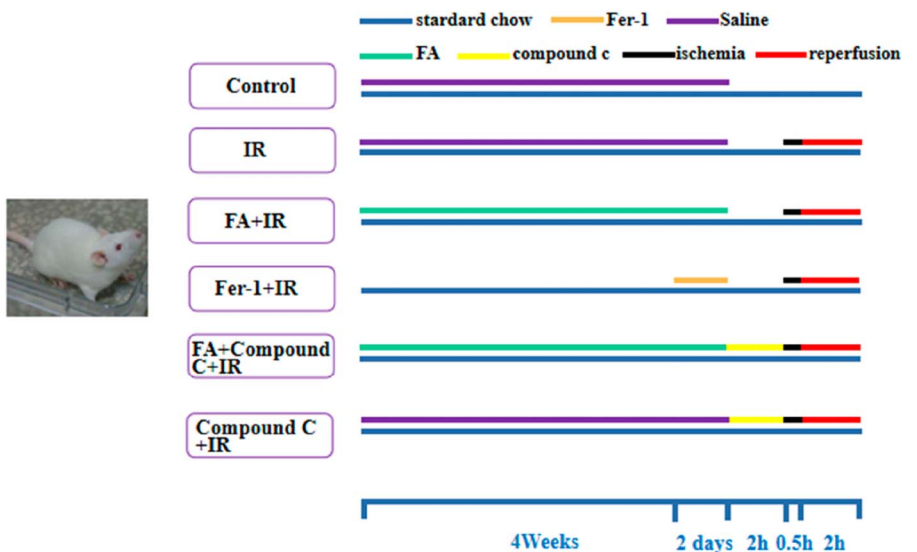 stardard chow Fer-1 Saline
FA compound c ischemia reperfusion
Control
IR
FA+IR
Fer-1+IR
FA+Compound
C+IR
Compound C
+IR
4Weeks 2 days 2h 0.5h 2h